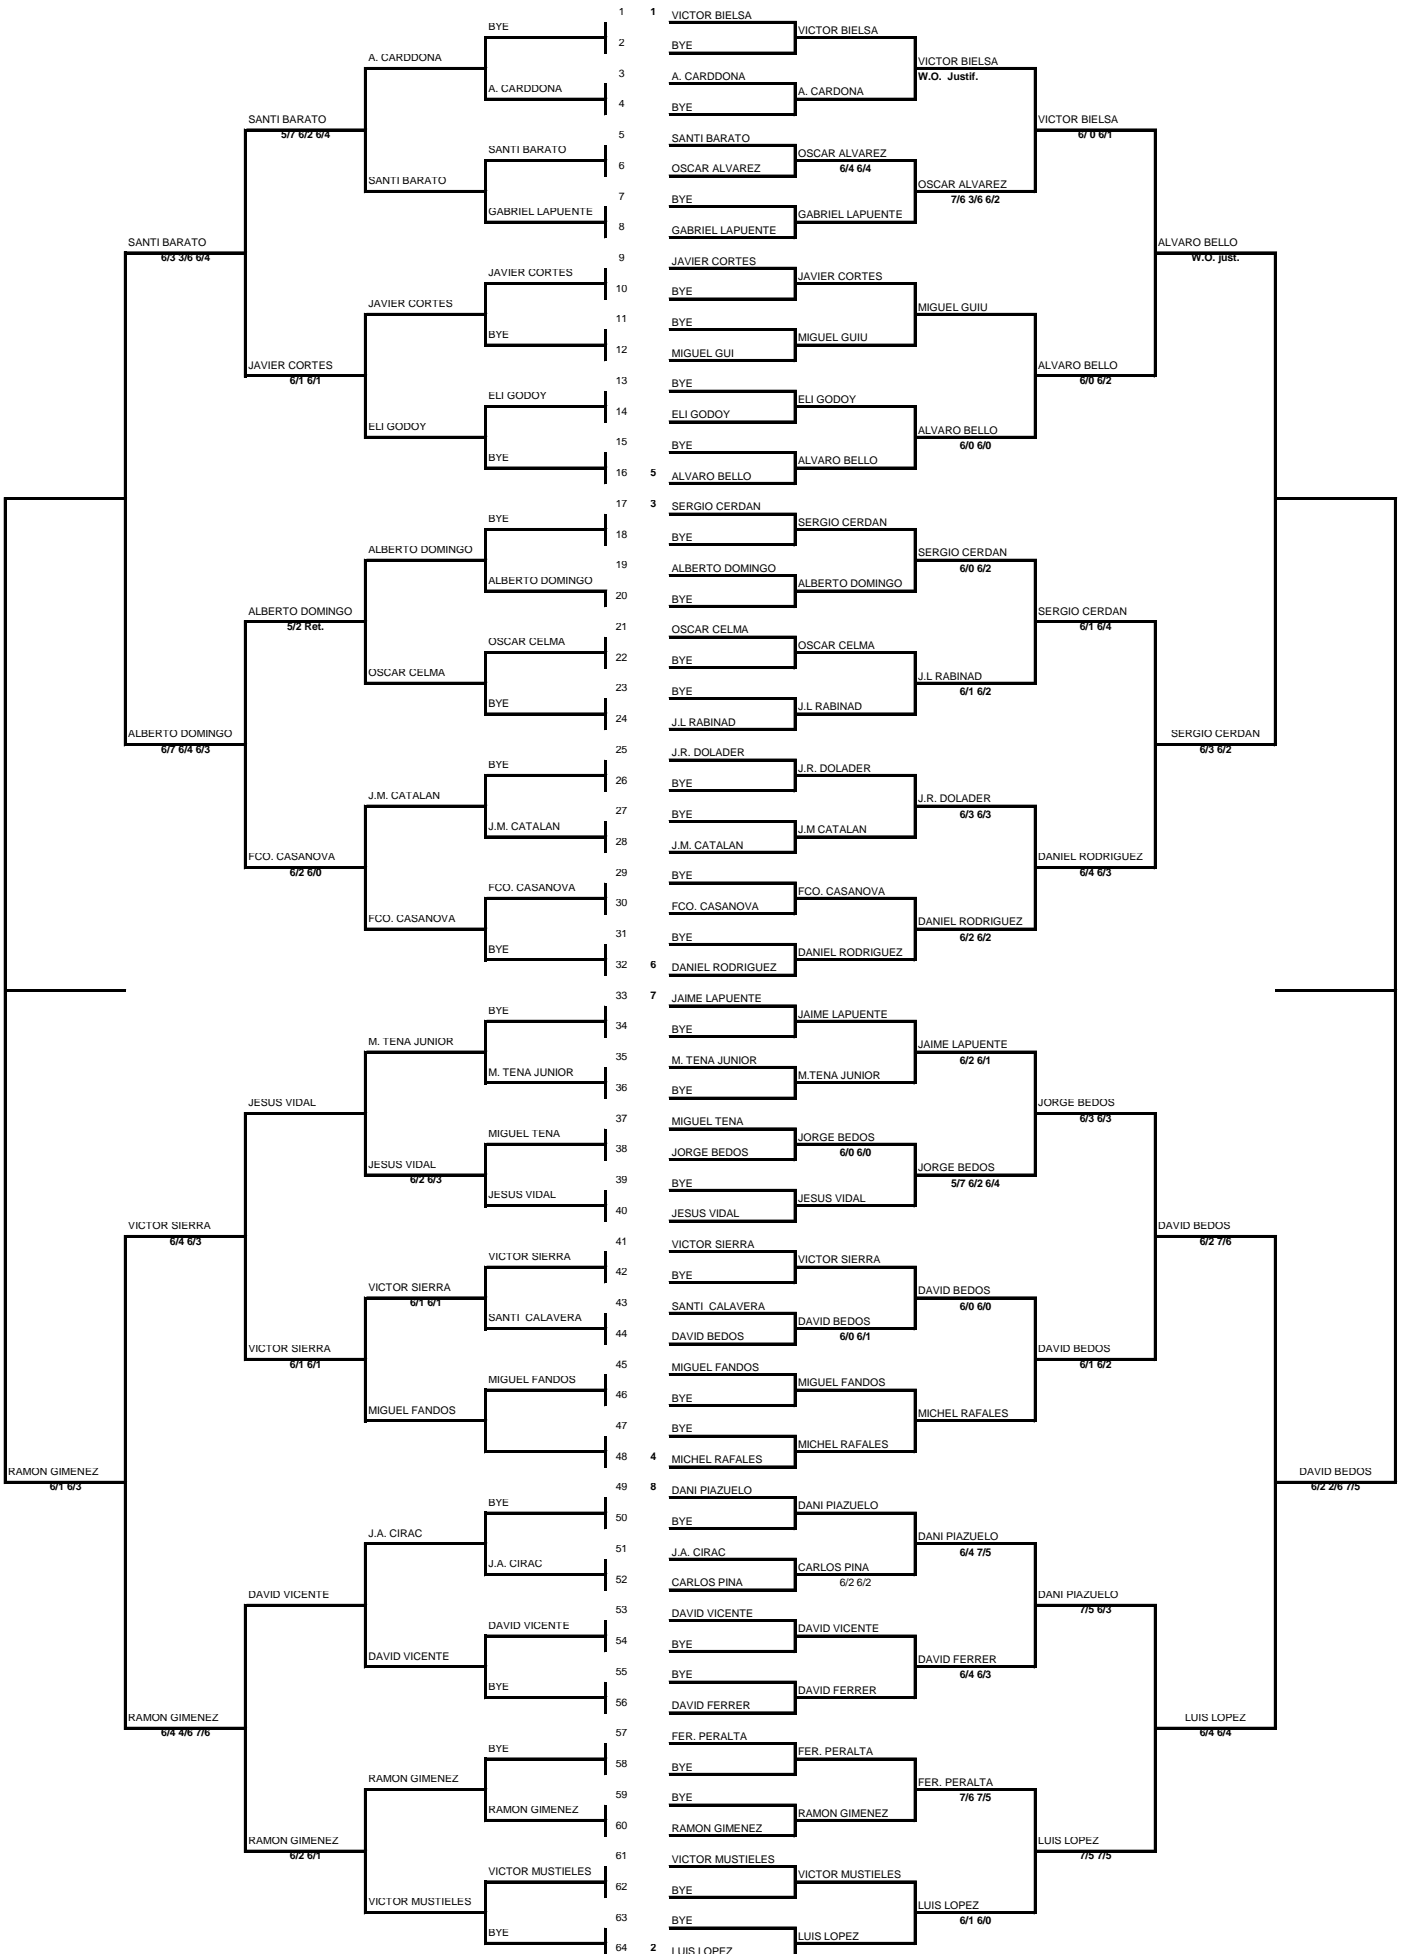 1 1 VICTOR BIELSA
BYE VICTOR BIELSA
2 BYE
A. CARDDONA VICTOR BIELSA
3 A. CARDDONA W.O. Justif.
A. CARDDONA A. CARDONA
4 BYE
SANTI BARATO VICTOR BIELSA
5/7 6/2 6/4 5 SANTI BARATO 6/ 0 6/1
SANTI BARATO OSCAR ALVAREZ
6 OSCAR ALVAREZ 6/4 6/4
SANTI BARATO OSCAR ALVAREZ
7 BYE 7/6 3/6 6/2
GABRIEL LAPUENTE GABRIEL LAPUENTE
8 GABRIEL LAPUENTE
SANTI BARATO ALVARO BELLO
6/3 3/6 6/4 9 JAVIER CORTES W.O. just.
JAVIER CORTES JAVIER CORTES
10 BYE
JAVIER CORTES MIGUEL GUIU
11 BYE
BYE MIGUEL GUIU
12 MIGUEL GUI
JAVIER CORTES ALVARO BELLO
6/1 6/1 13 BYE 6/0 6/2
ELI GODOY ELI GODOY
14 ELI GODOY
ELI GODOY ALVARO BELLO
15 BYE 6/0 6/0
BYE ALVARO BELLO
16 5 ALVARO BELLO
17 3 SERGIO CERDAN
BYE SERGIO CERDAN
18 BYE
ALBERTO DOMINGO SERGIO CERDAN
19 ALBERTO DOMINGO 6/0 6/2
ALBERTO DOMINGO ALBERTO DOMINGO
20 BYE
ALBERTO DOMINGO SERGIO CERDAN
5/2 Ret. 21 OSCAR CELMA 6/1 6/4
OSCAR CELMA OSCAR CELMA
22 BYE
OSCAR CELMA J.L RABINAD
23 BYE 6/1 6/2
BYE J.L RABINAD
24 J.L RABINAD
ALBERTO DOMINGO SERGIO CERDAN
6/7 6/4 6/3 25 J.R. DOLADER 6/3 6/2
BYE J.R. DOLADER
26 BYE
J.M. CATALAN J.R. DOLADER
27 BYE 6/3 6/3
J.M. CATALAN J.M CATALAN
28 J.M. CATALAN
FCO. CASANOVA DANIEL RODRIGUEZ
6/2 6/0 29 BYE 6/4 6/3
FCO. CASANOVA FCO. CASANOVA
30 FCO. CASANOVA
FCO. CASANOVA DANIEL RODRIGUEZ
31 BYE 6/2 6/2
BYE DANIEL RODRIGUEZ
32 6 DANIEL RODRIGUEZ
33 7 JAIME LAPUENTE
BYE JAIME LAPUENTE
34 BYE
M. TENA JUNIOR JAIME LAPUENTE
35 M. TENA JUNIOR 6/2 6/1
M. TENA JUNIOR M.TENA JUNIOR
36 BYE
JESUS VIDAL JORGE BEDOS
37 MIGUEL TENA 6/3 6/3
MIGUEL TENA JORGE BEDOS
38 JORGE BEDOS 6/0 6/0
JESUS VIDAL JORGE BEDOS
6/2 6/3 39 BYE 5/7 6/2 6/4
JESUS VIDAL JESUS VIDAL
40 JESUS VIDAL
VICTOR SIERRA DAVID BEDOS
6/4 6/3 41 VICTOR SIERRA 6/2 7/6
VICTOR SIERRA VICTOR SIERRA
42 BYE
VICTOR SIERRA DAVID BEDOS
6/1 6/1 43 SANTI CALAVERA 6/0 6/0
SANTI CALAVERA DAVID BEDOS
44 DAVID BEDOS 6/0 6/1
VICTOR SIERRA DAVID BEDOS
6/1 6/1 45 MIGUEL FANDOS 6/1 6/2
MIGUEL FANDOS MIGUEL FANDOS
46 BYE
MIGUEL FANDOS MICHEL RAFALES
47 BYE
MICHEL RAFALES
48 4 MICHEL RAFALES
RAMON GIMENEZ DAVID BEDOS
6/1 6/3 49 8 DANI PIAZUELO 6/2 2/6 7/5
BYE DANI PIAZUELO
50 BYE
J.A. CIRAC DANI PIAZUELO
51 J.A. CIRAC 6/4 7/5
J.A. CIRAC CARLOS PINA
52 CARLOS PINA 6/2 6/2
DAVID VICENTE DANI PIAZUELO
53 DAVID VICENTE 7/5 6/3
DAVID VICENTE DAVID VICENTE
54 BYE
DAVID VICENTE DAVID FERRER
55 BYE 6/4 6/3
BYE DAVID FERRER
56 DAVID FERRER
RAMON GIMENEZ LUIS LOPEZ
6/4 4/6 7/6 57 FER. PERALTA 6/4 6/4
BYE FER. PERALTA
58 BYE
RAMON GIMENEZ FER. PERALTA
59 BYE 7/6 7/5
RAMON GIMENEZ RAMON GIMENEZ
60 RAMON GIMENEZ
RAMON GIMENEZ LUIS LOPEZ
6/2 6/1 61 VICTOR MUSTIELES 7/5 7/5
VICTOR MUSTIELES VICTOR MUSTIELES
62 BYE
VICTOR MUSTIELES LUIS LOPEZ
63 BYE 6/1 6/0
BYE LUIS LOPEZ
64 2 LUIS LOPEZ